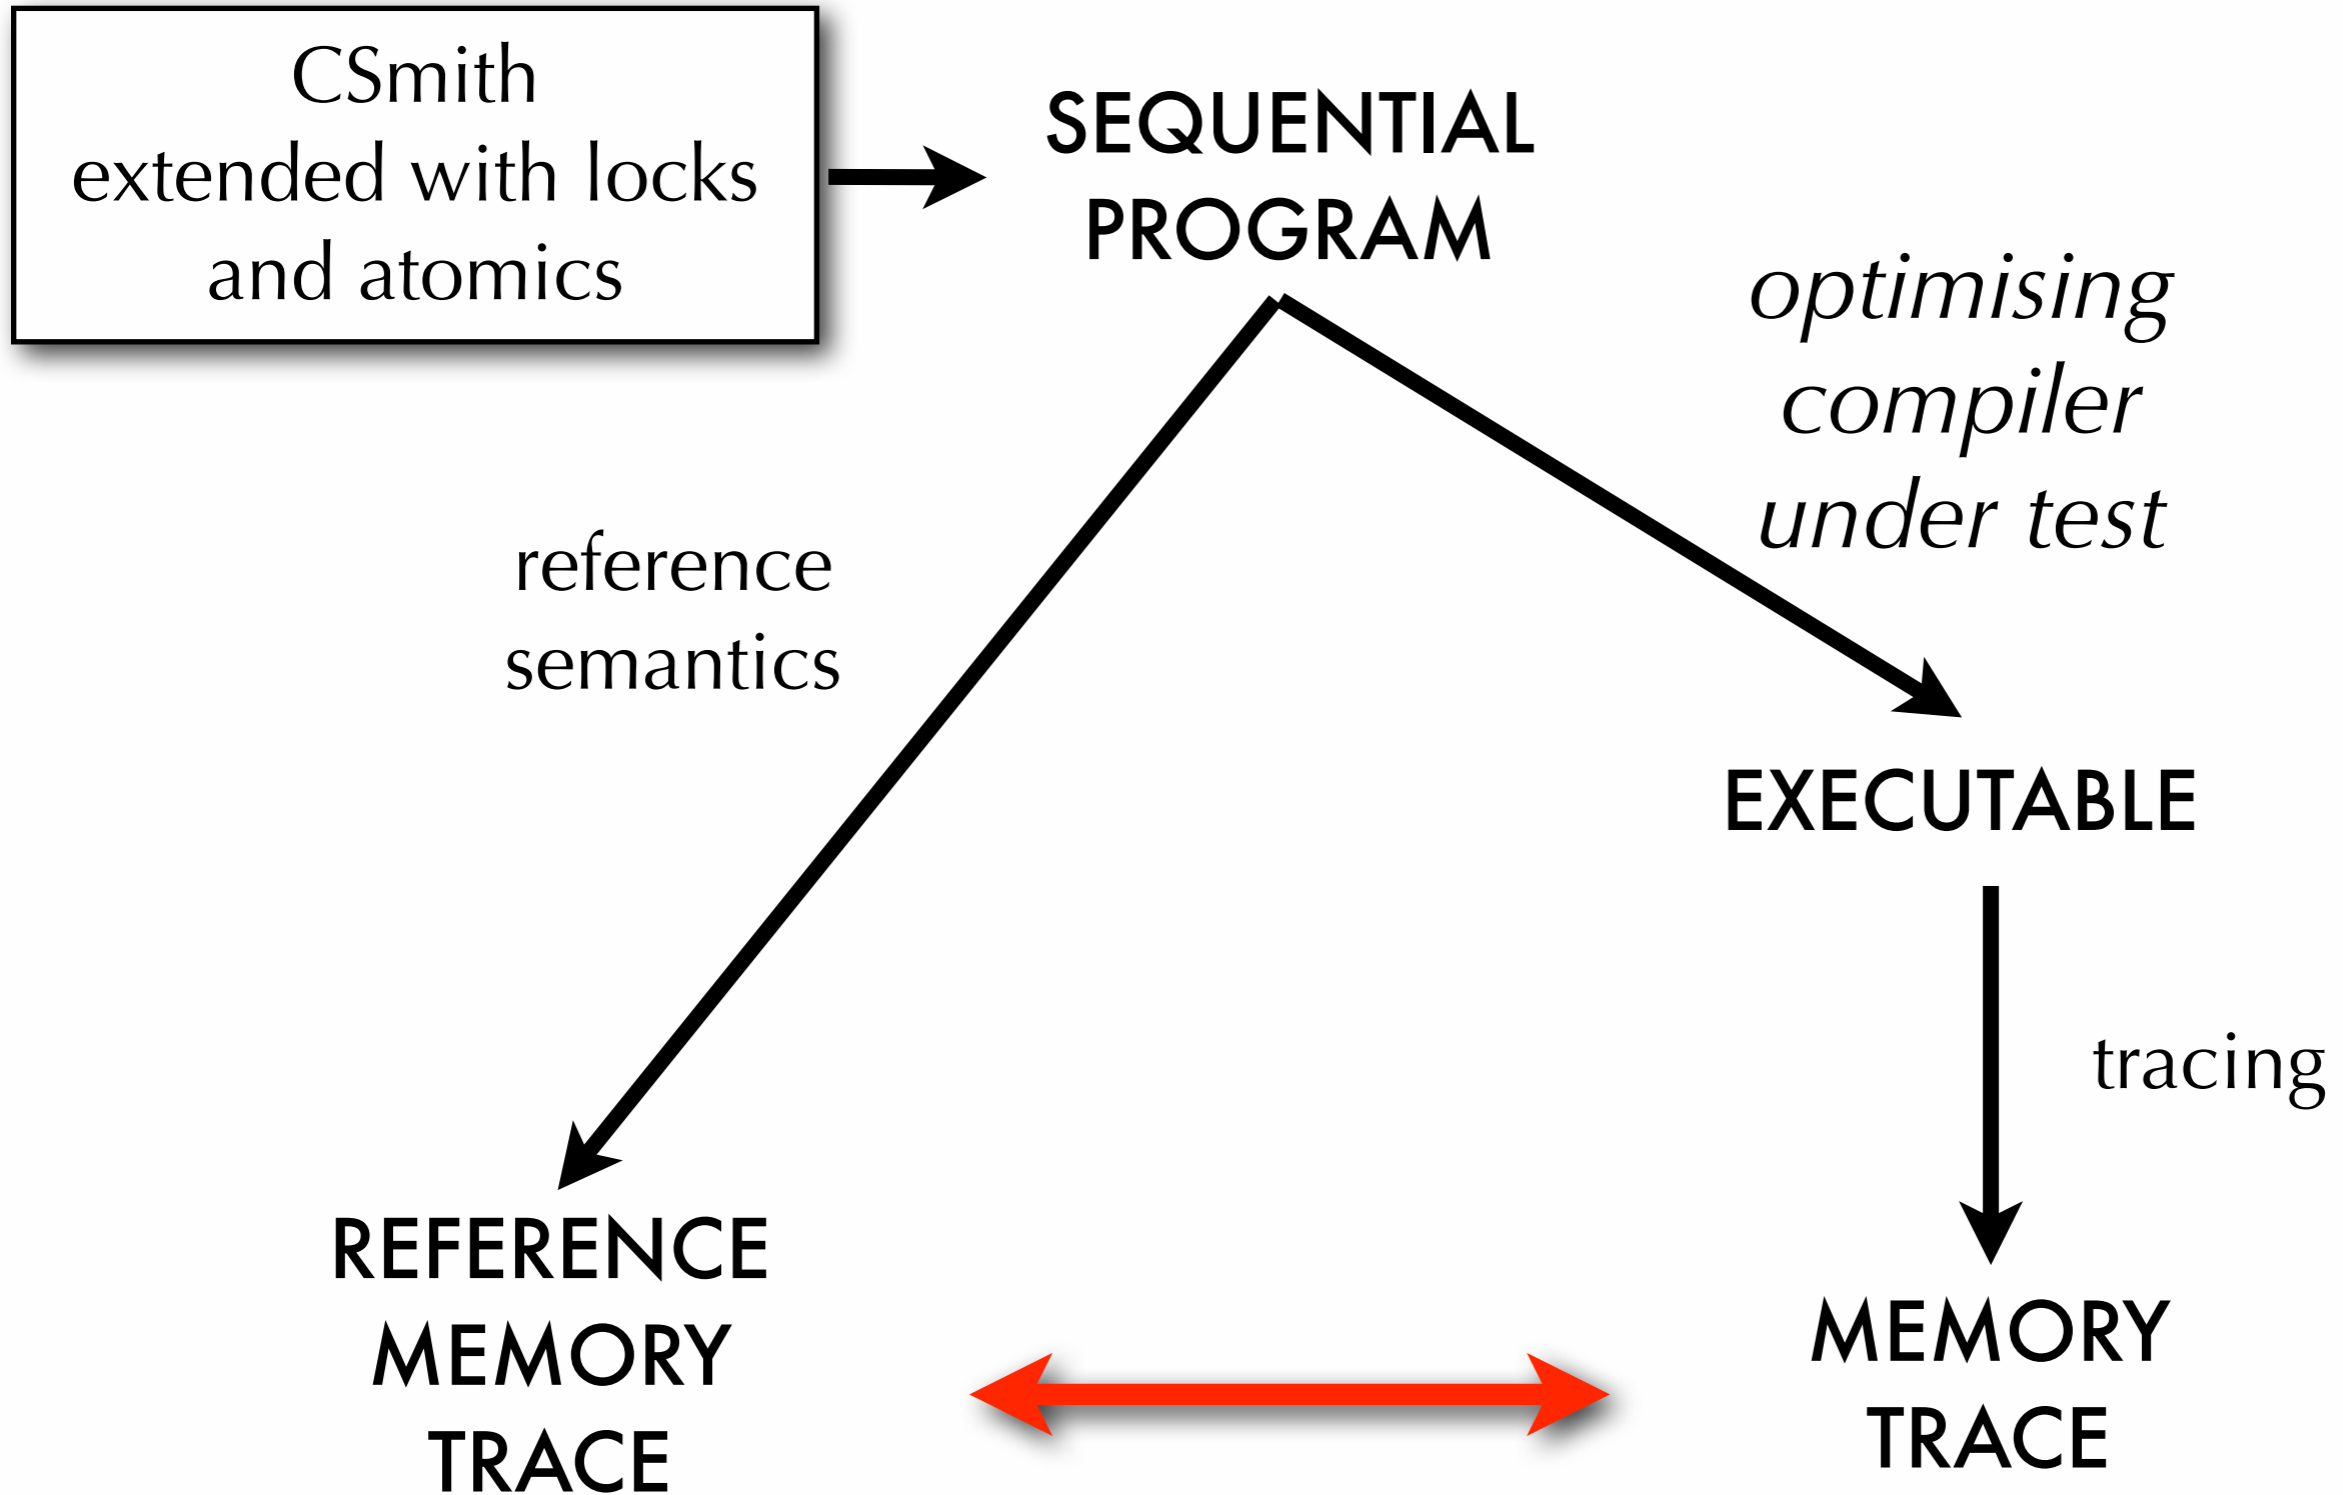 CSmith
extended with locks
and atomics
SEQUENTIAL
PROGRAM
optimising
compiler
under test
reference
semantics
EXECUTABLE
tracing
REFERENCE
MEMORY
TRACE
MEMORY
TRACE